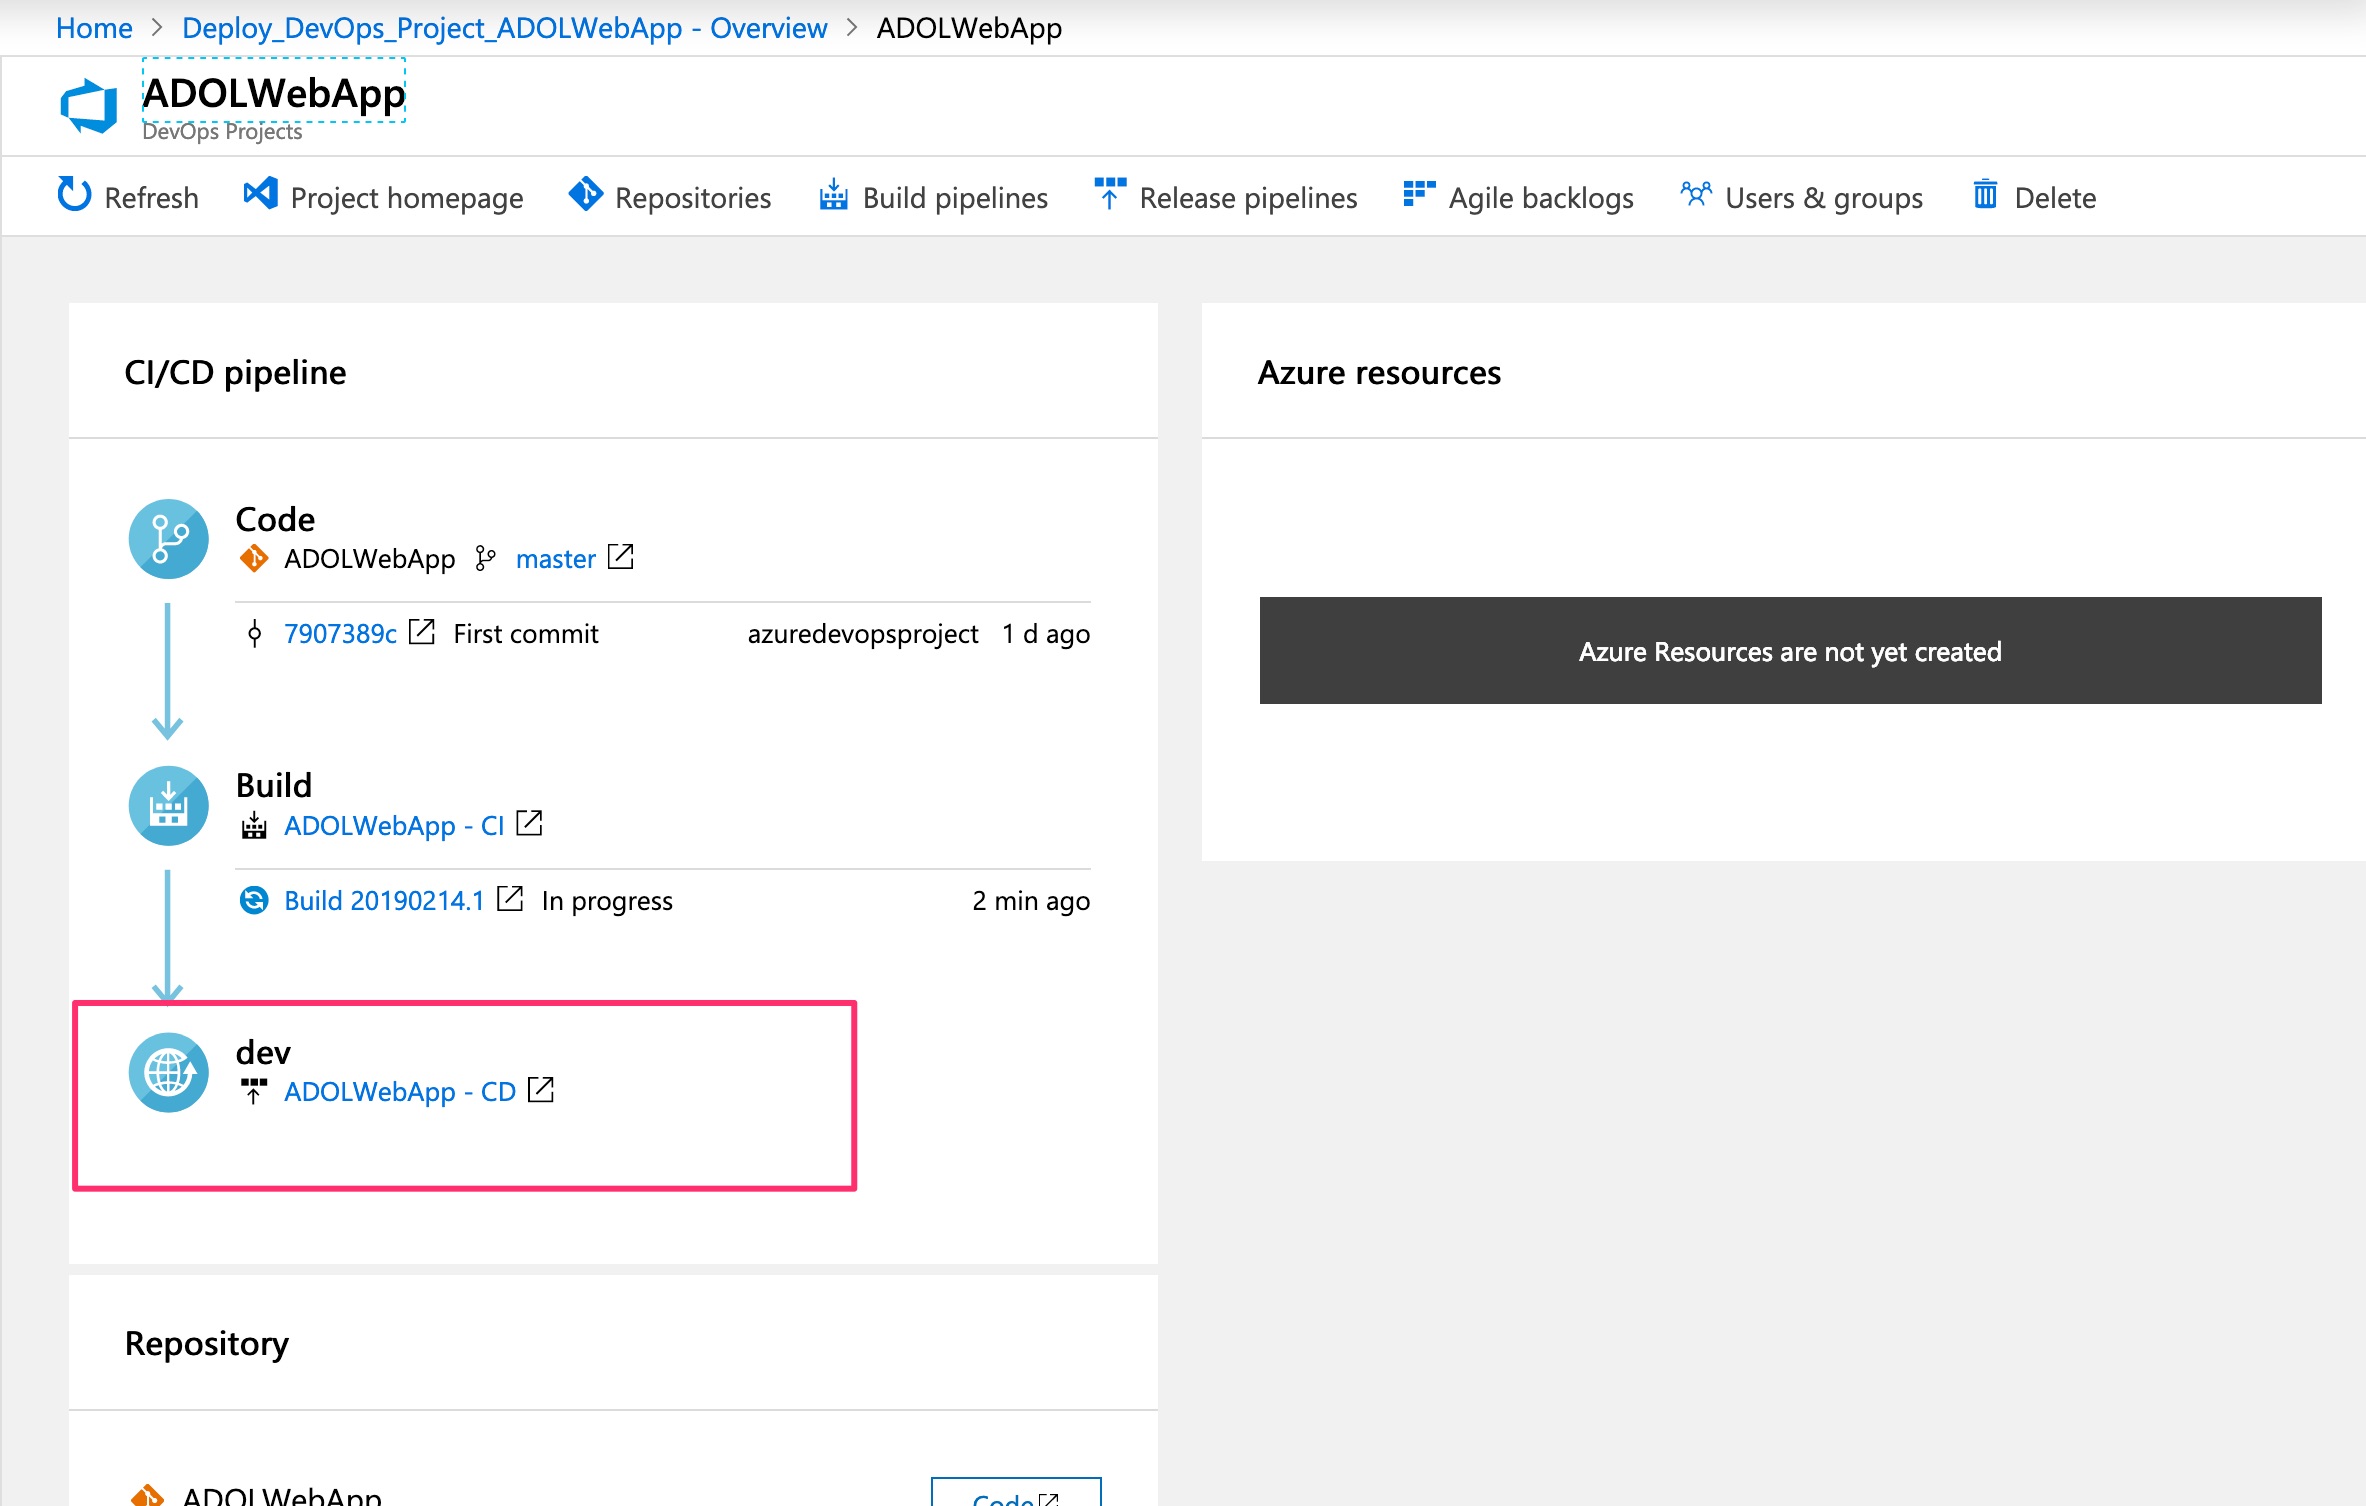 Home > Deploy_DevOps_Project_ADOLWebApp - Overview > ADOLWebApp
ADOLWebApp
DevOps Projects
Refresh Project homepage Repositories Build pipelines Release pipelines Agile backlogs Users & groups Delete
CI/CD pipeline
Code
ADOLWebApp master
7907389c First commit azuredevopsproject 1 d ago
Build
ADOLWebApp - CI
Build 20190214.1 In progress 2 min ago
dev
ADOLWebApp - CD
Azure resources
Azure Resources are not yet created
Repository
ADOLWebApp
Code